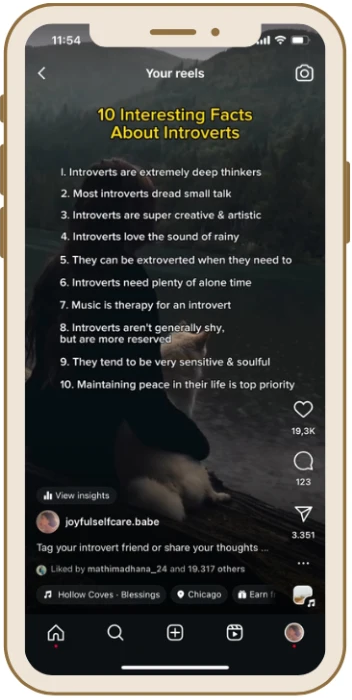 11:54
Your reels
10 Interesting Facts
About Introverts
I. Introverts are extremely deep thinkers
2. Most introverts dread small talk
3. Introverts are super creative & artistic
4. Introverts love the sound of rainy
5. They can be extroverted when they need to
6. Introverts need plenty of alone time
7. Music is therapy for an introvert
8. Introverts aren't generally shy,
but are more reserved
9. They tend to be very sensitive & soulful
10. Maintaining peace in their life is top priority
19,3K
123
3.351
View insights
joyfulselfcare.babe
Tag your introvert friend or share your thoughts ...
Liked by mathimadhana_24 and 19.317 others
Hollow Coves · Blessings
Chicago
Earn